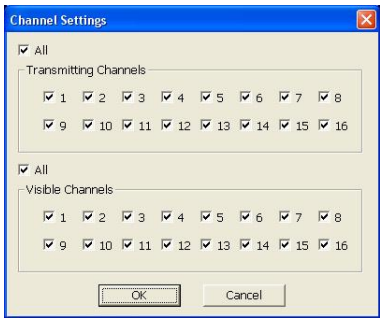 Channel Settings
All
Transmitting Channels
1 2 3 4 5 6 7 8
9 10 11 12 13 14 15 16
All
Visible Channels
1 2 3 4 5 6 7 8
9 10 11 12 13 14 15 16
OK Cancel